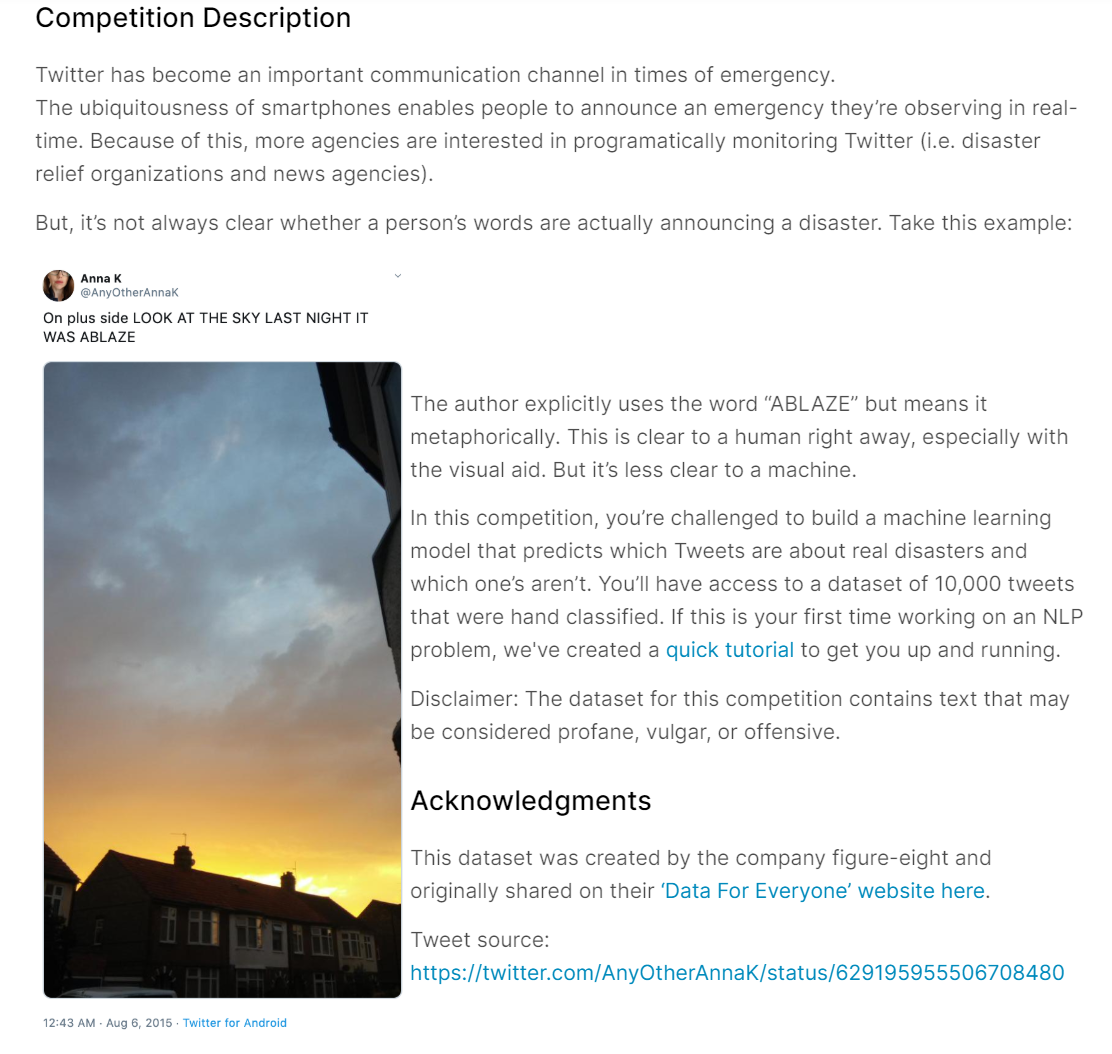 Competition Description
Twitter has become an important communication channel in times of emergency.
The ubiquitousness of smartphones enables people to announce an emergency they’re observing in real-
time. Because of this, more agencies are interested in programatically monitoring Twitter (i.e. disaster
relief organizations and news agencies).
But, it’s not always clear whether a person’s words are actually announcing a disaster. Take this example:
Anna K
@AnyOtherAnnaK
On plus side LOOK AT THE SKY LAST NIGHT IT
WAS ABLAZE
The author explicitly uses the word “ABLAZE” but means it
metaphorically. This is clear to a human right away, especially with
the visual aid. But it’s less clear to a machine.
In this competition, you’re challenged to build a machine learning
model that predicts which Tweets are about real disasters and
which one’s aren’t. You’ll have access to a dataset of 10,000 tweets
that were hand classified. If this is your first time working on an NLP
problem, we've created a quick tutorial to get you up and running.
Disclaimer: The dataset for this competition contains text that may
be considered profane, vulgar, or offensive.
Acknowledgments
This dataset was created by the company figure-eight and
originally shared on their ‘Data For Everyone’ website here.
Tweet source:
https://twitter.com/AnyOtherAnnaK/status/629195955506708480
12:43 AM · Aug 6, 2015 · Twitter for Android